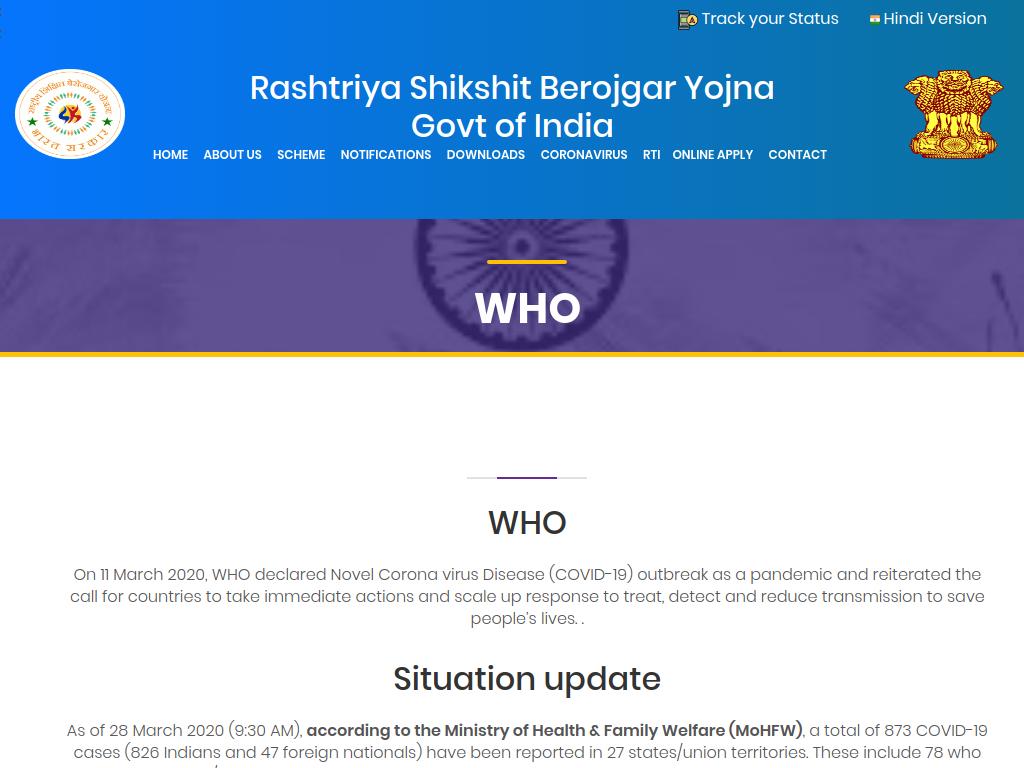 Track your Status
Hindi Version
Rashtriya Shikshit Berojgar Yojna
Govt of India
राष्ट्रीय शिक्षित बेरोजगार योजना
भारत सरकार
HOME ABOUT US SCHEME NOTIFICATIONS DOWNLOADS CORONAVIRUS RTI ONLINE APPLY CONTACT
WHO
WHO
On 11 March 2020, WHO declared Novel Corona virus Disease (COVID-19) outbreak as a pandemic and reiterated the
call for countries to take immediate actions and scale up response to treat, detect and reduce transmission to save
people's lives. .
Situation update
As of 28 March 2020 (9:30 AM), according to the Ministry of Health & Family Welfare (MoHFW), a total of 873 COVID-19
cases (826 Indians and 47 foreign nationals) have been reported in 27 states/union territories. These include 78 who